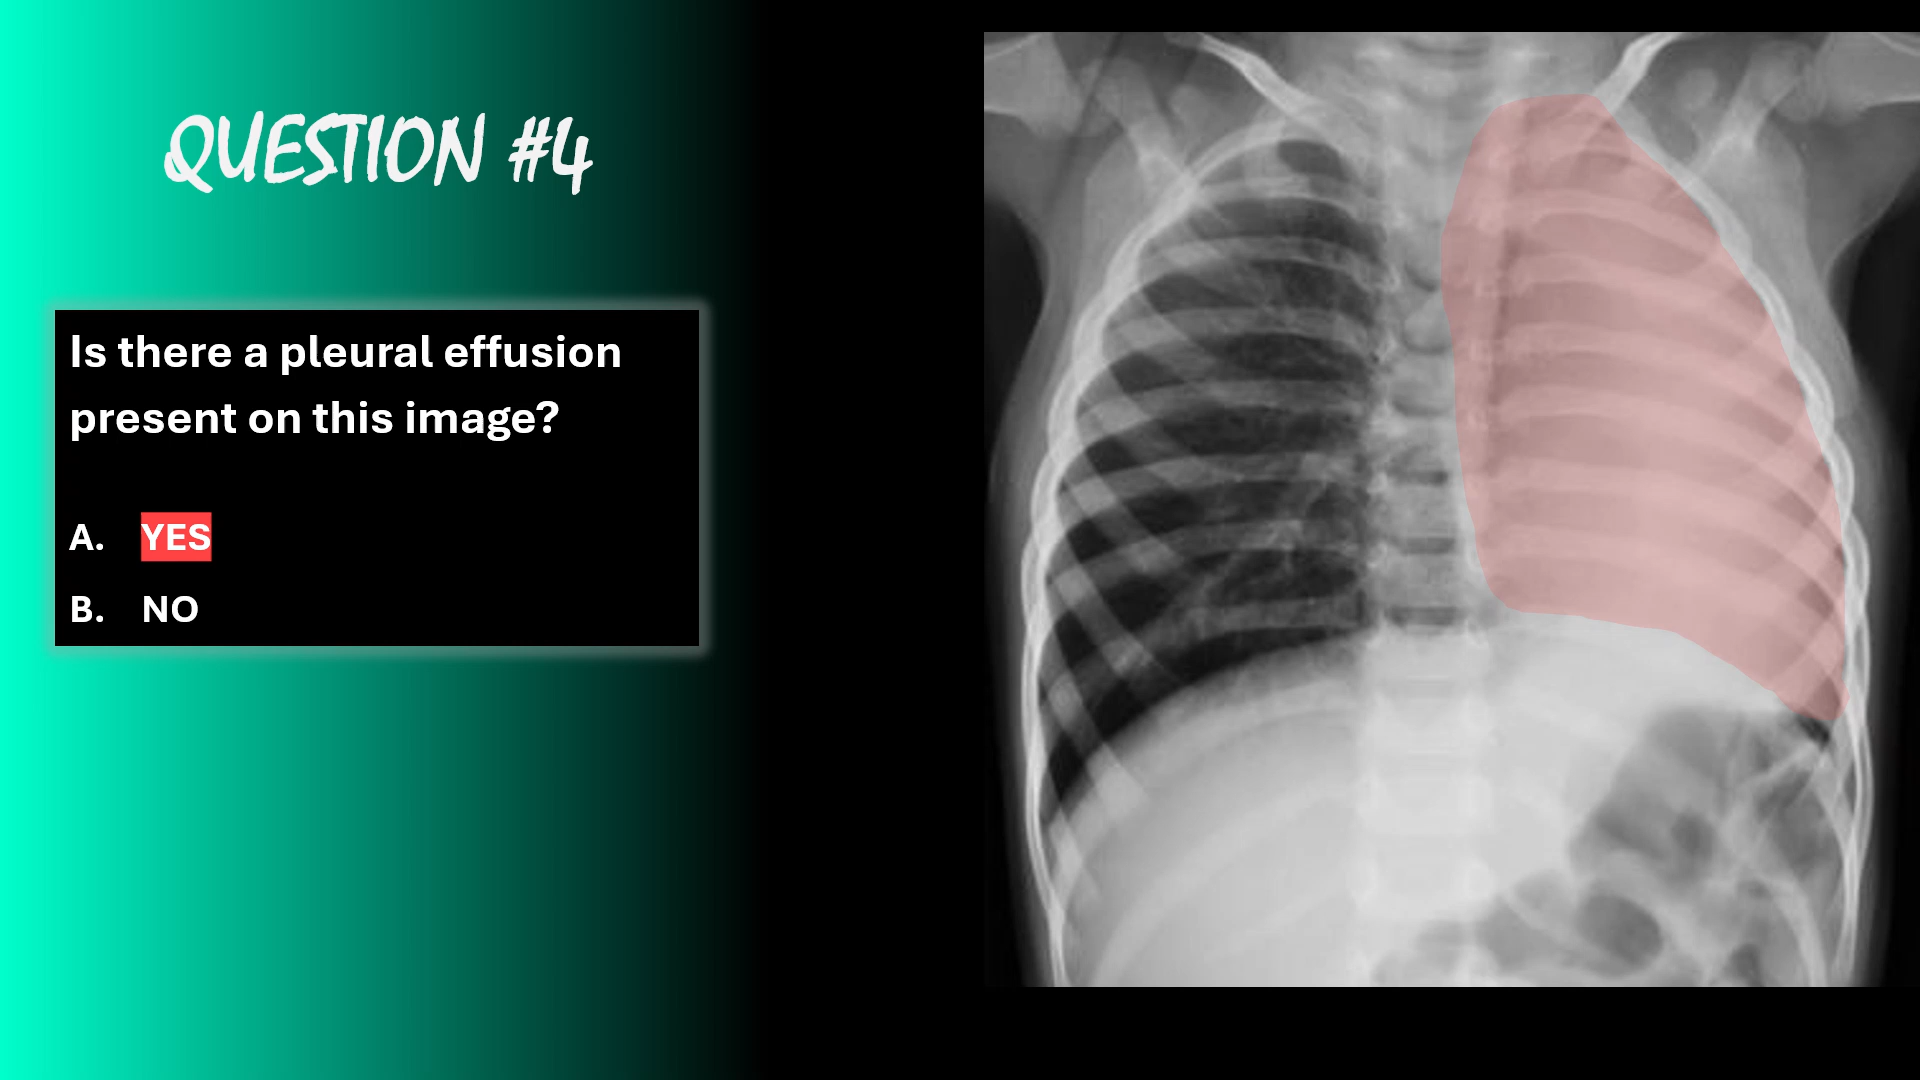 QUESTION #4
Is there a pleural effusion
present on this image?
A. YES
B. NO